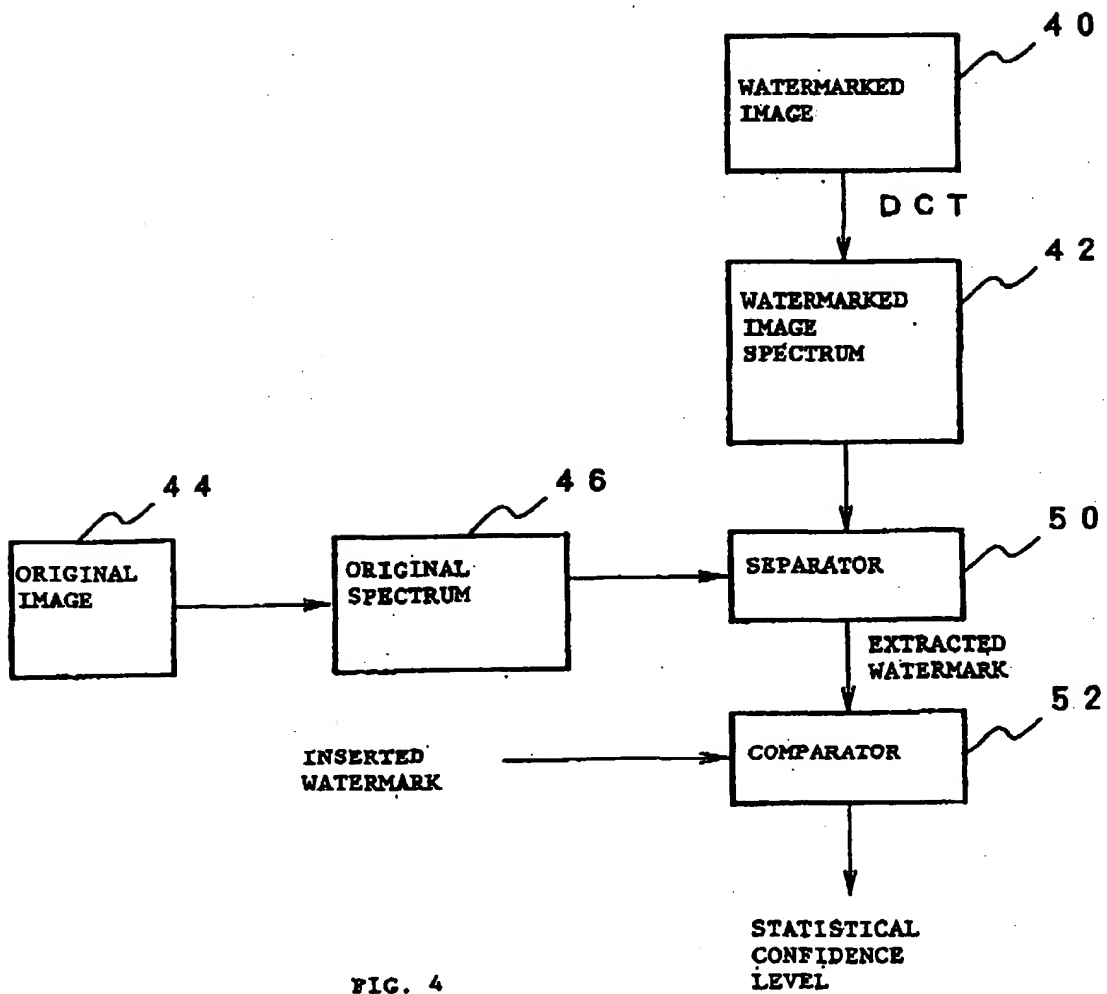 40
WATERMARKED
IMAGE
DCT
42
WATERMARKED
IMAGE
SPECTRUM
44
46
50
ORIGINAL
IMAGE
ORIGINAL
SPECTRUM
SEPARATOR
EXTRACTED
WATERMARK
52
INSERTED
WATERMARK
COMPARATOR
STATISTICAL
CONFIDENCE
LEVEL
FIG. 4